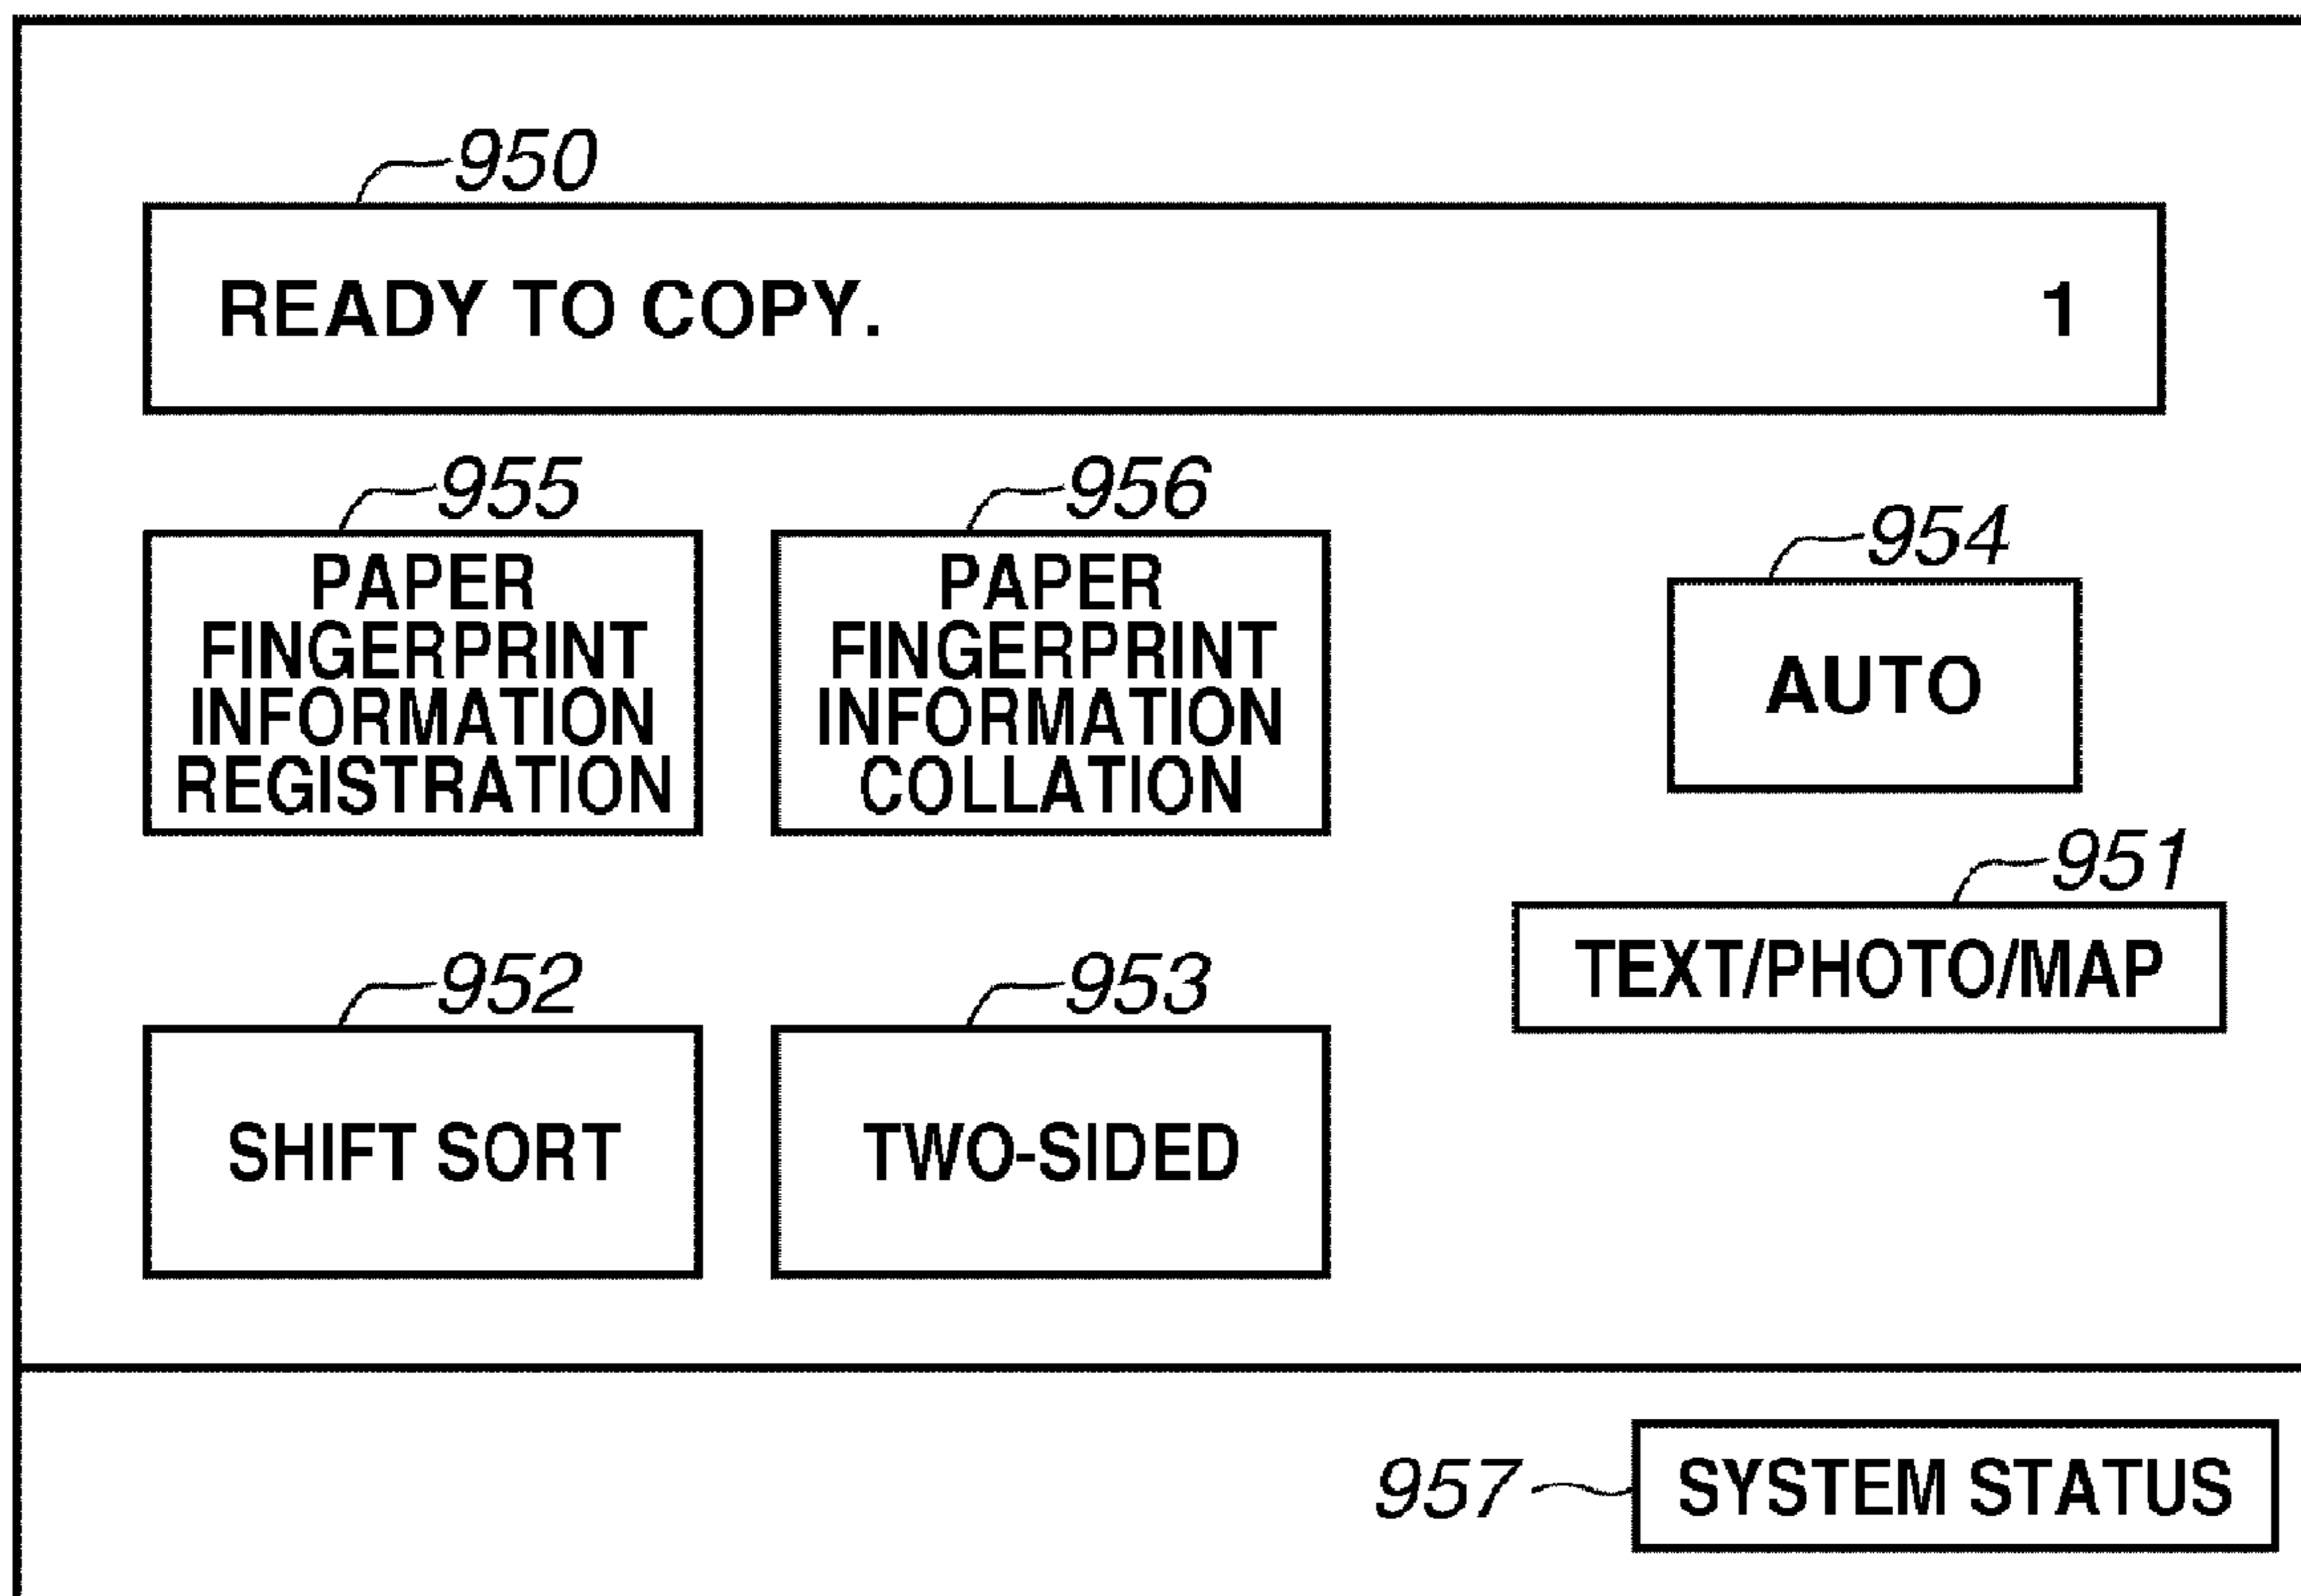 950
READY TO COPY. 1
955
PAPER
FINGERPRINT
INFORMATION
REGISTRATION
956
PAPER
FINGERPRINT
INFORMATION
COLLATION
954
AUTO
951
TEXT/PHOTO/MAP
952
SHIFT SORT
953
TWO-SIDED
957
SYSTEM STATUS